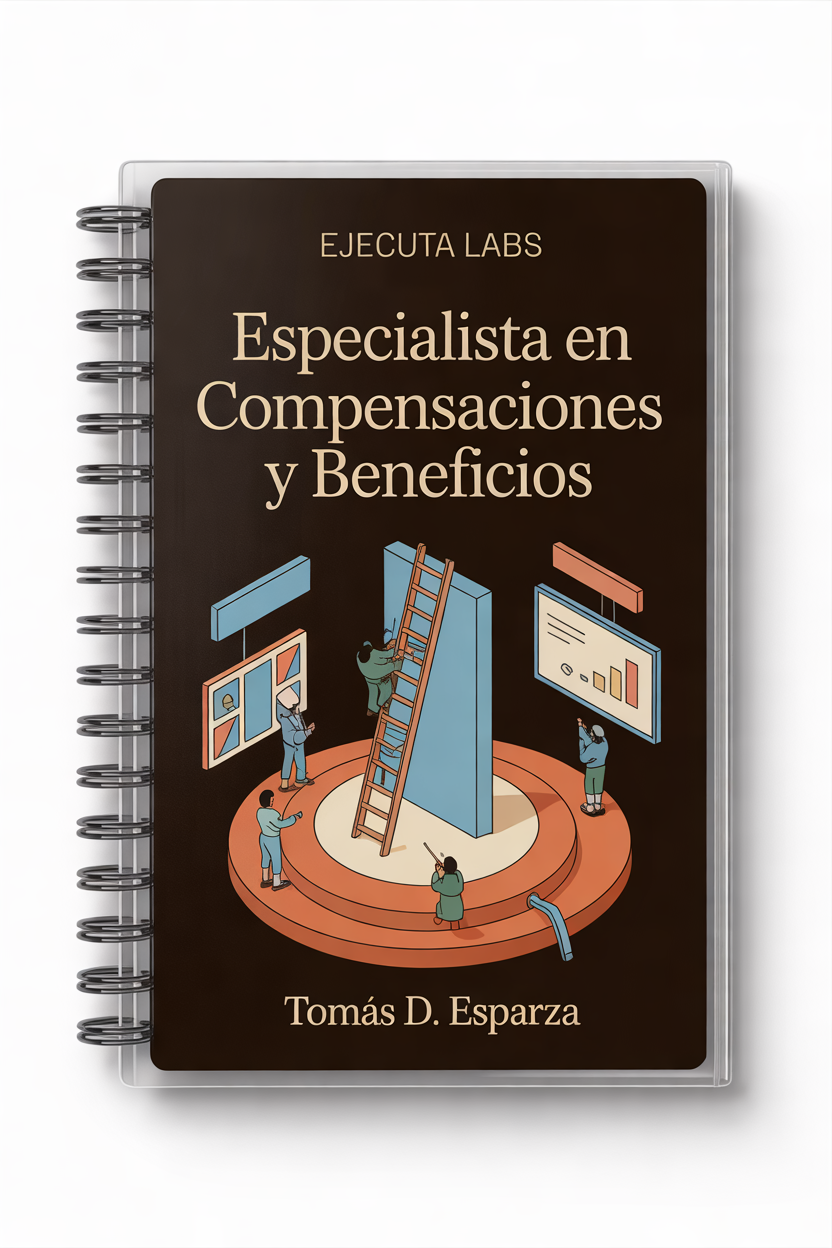 EJECUTA LABS
Especialista en
Compensaciones
y Beneficios
Tomás D. Esparza